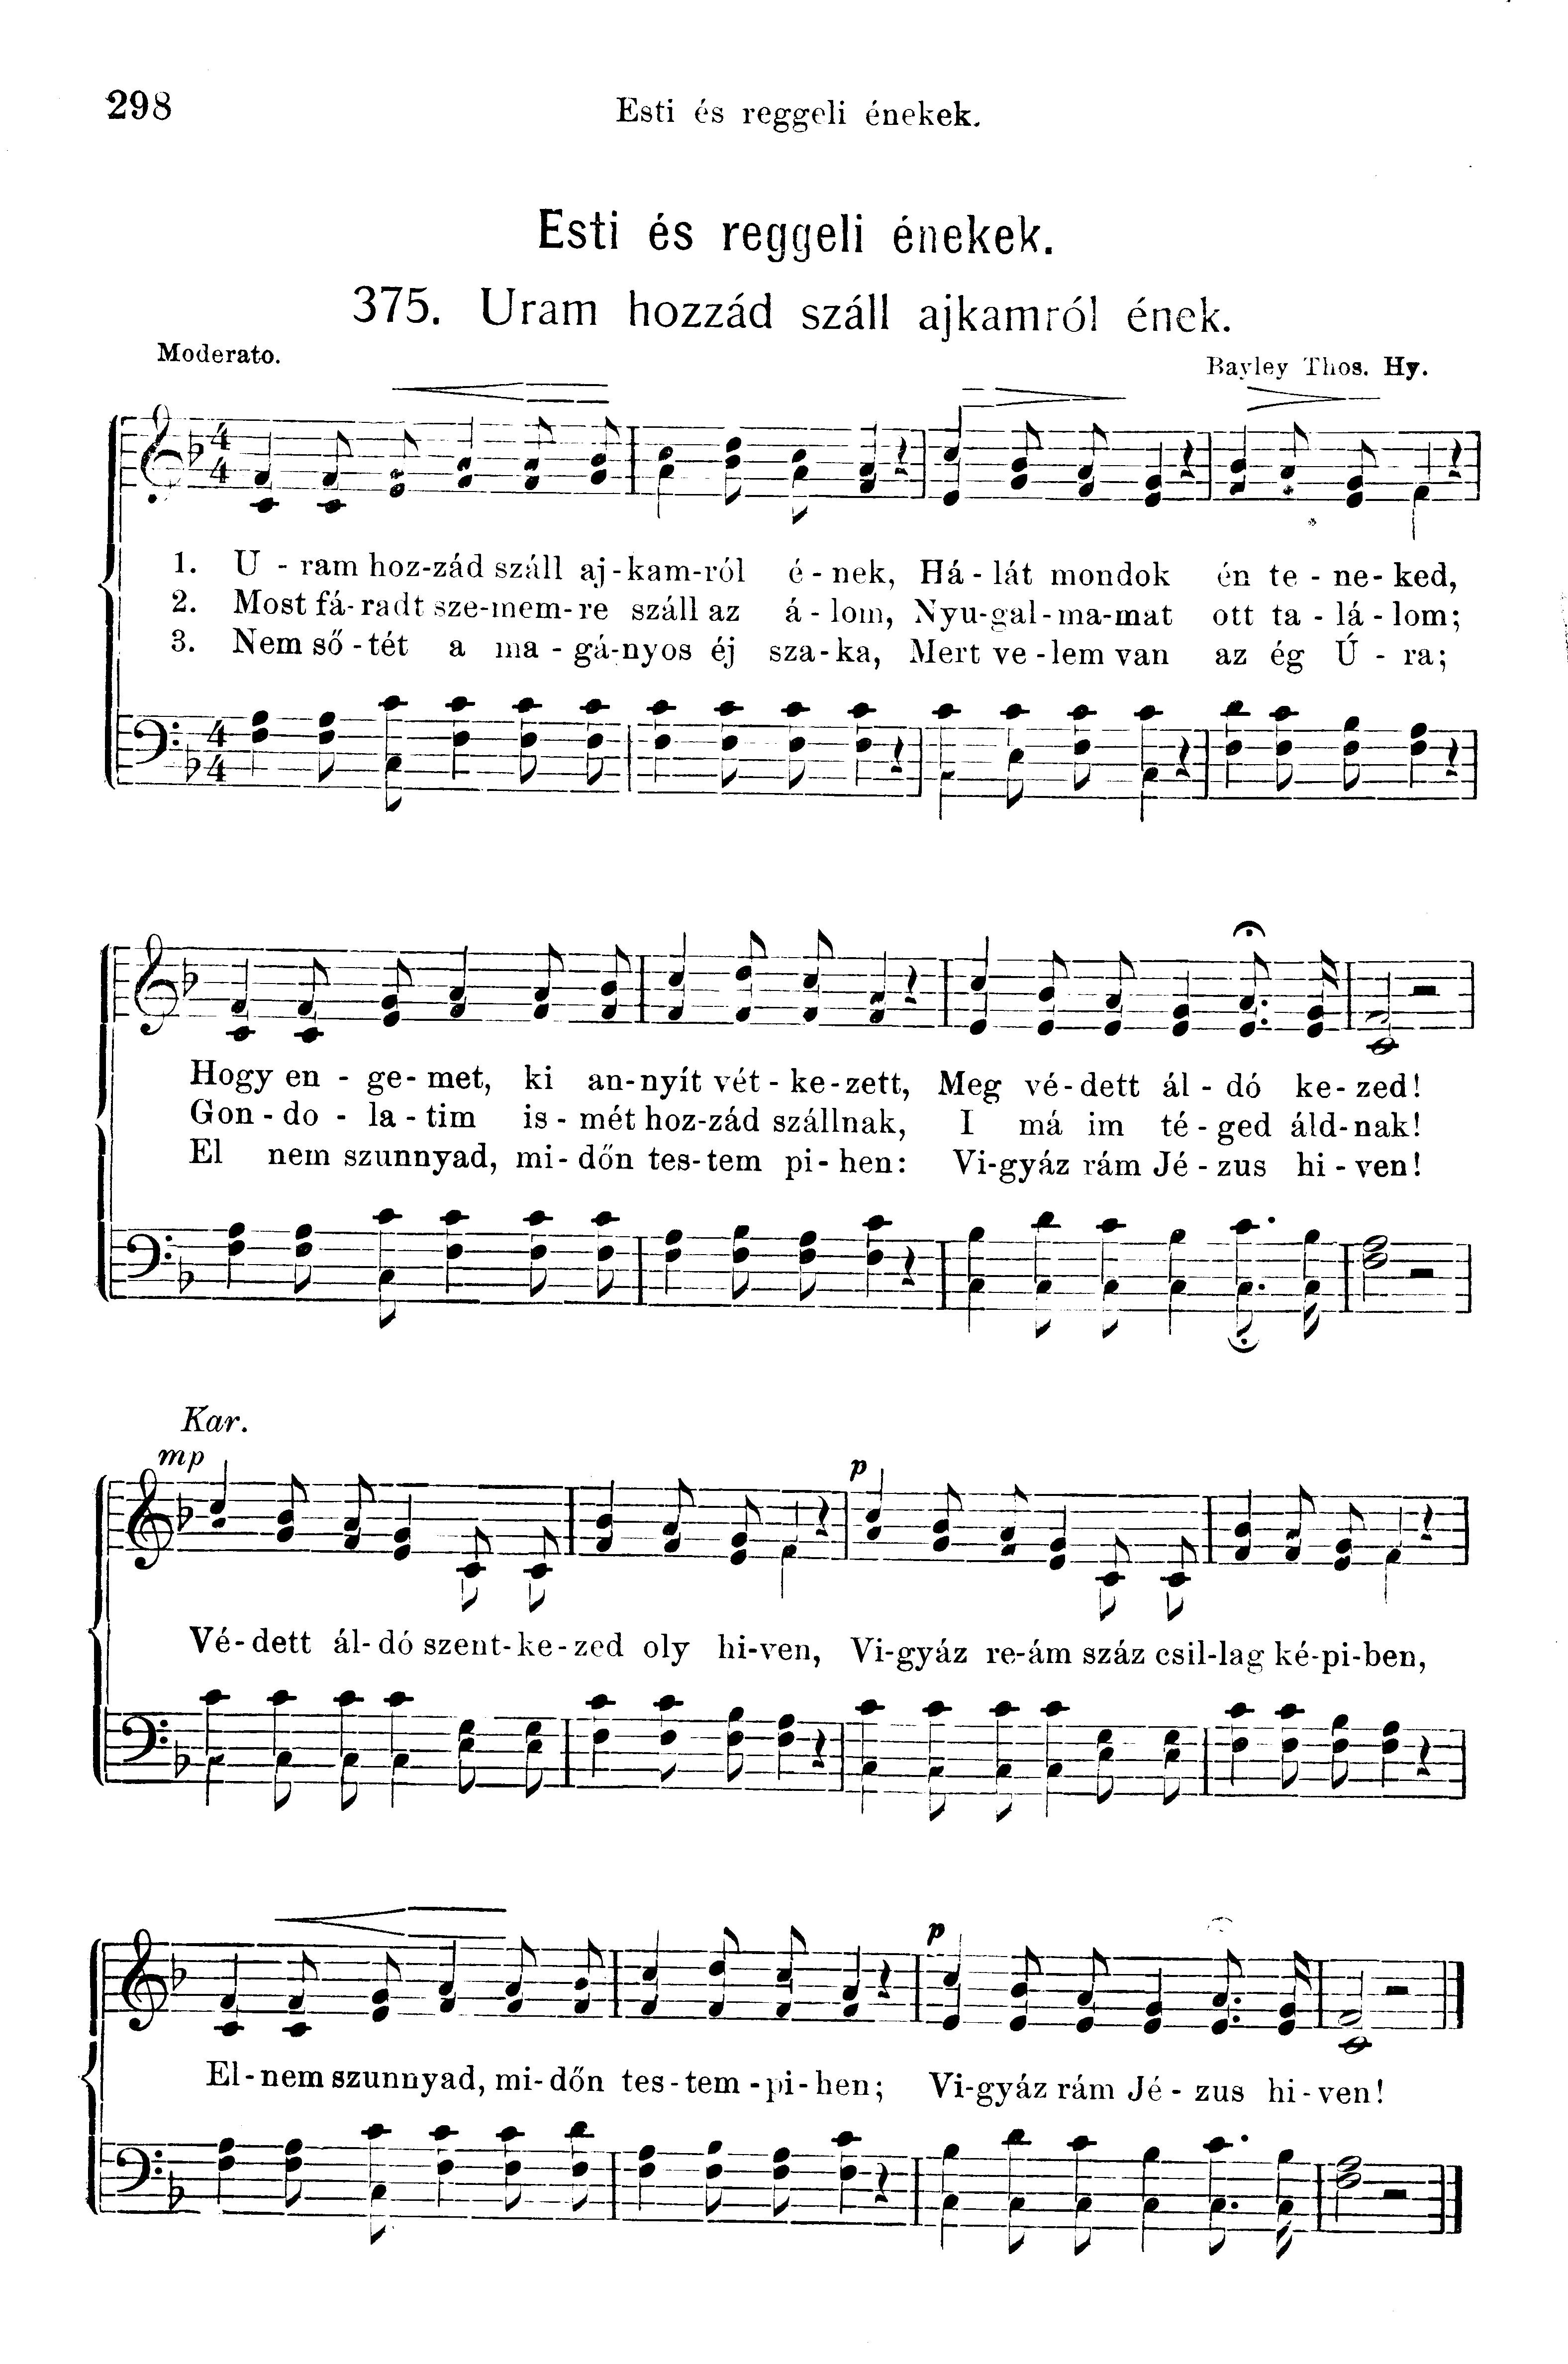 298
Esti és reggeli énekek.
Esti és reggeli énekek.
375. Uram hozzád száll ajkamról ének.
Moderato.
Bayley Thos. Hy.
1. U - ram hoz-zád száll aj-kam-ról é-nek, Há-lát mondok én te - ne-ked,
2. Most fá-radt sze-mem-re száll az á-lom, Nyu-gal-ma-mat ott ta - lá - lom;
3. Nem ső-tét a ma - gá-nyos éj sza-ka, Mert ve-lem van az ég Ú - ra;
Hogy en - ge- met, ki an-nyít vét - ke-zett, Meg vé-dett ál - dó ke-zed!
Gon-do - la-tim is - mét hoz-zád szállnak, I má im té-ged áld-nak!
El nem szunnyad, mi-dőn tes-tem pi-hen: Vi-gyáz rám Jé-zus hi-ven!
Kar.
mp
p
Vé-dett ál-dó szent-ke-zed oly hi-ven, Vi-gyáz re-ám száz csil-lag ké-pi-ben,
p
El-nem szunnyad, mi-dőn tes-tem -pi-hen; Vi-gyáz rám Jé - zus hi-ven!